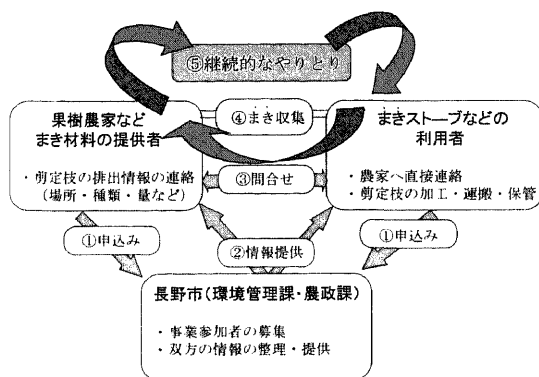 ⑤継続的なやりとり
果樹農家など
まき材料の提供者
・剪定枝の排出情報の連絡
（場所・種類・量など）
④まき収集
③問合せ
まきストーブなどの
利用者
・農家へ直接連絡
・剪定枝の加工・運搬・保管
①申込み
②情報提供
①申込み
長野市（環境管理課・農政課）
・事業参加者の募集
・双方の情報の整理・提供